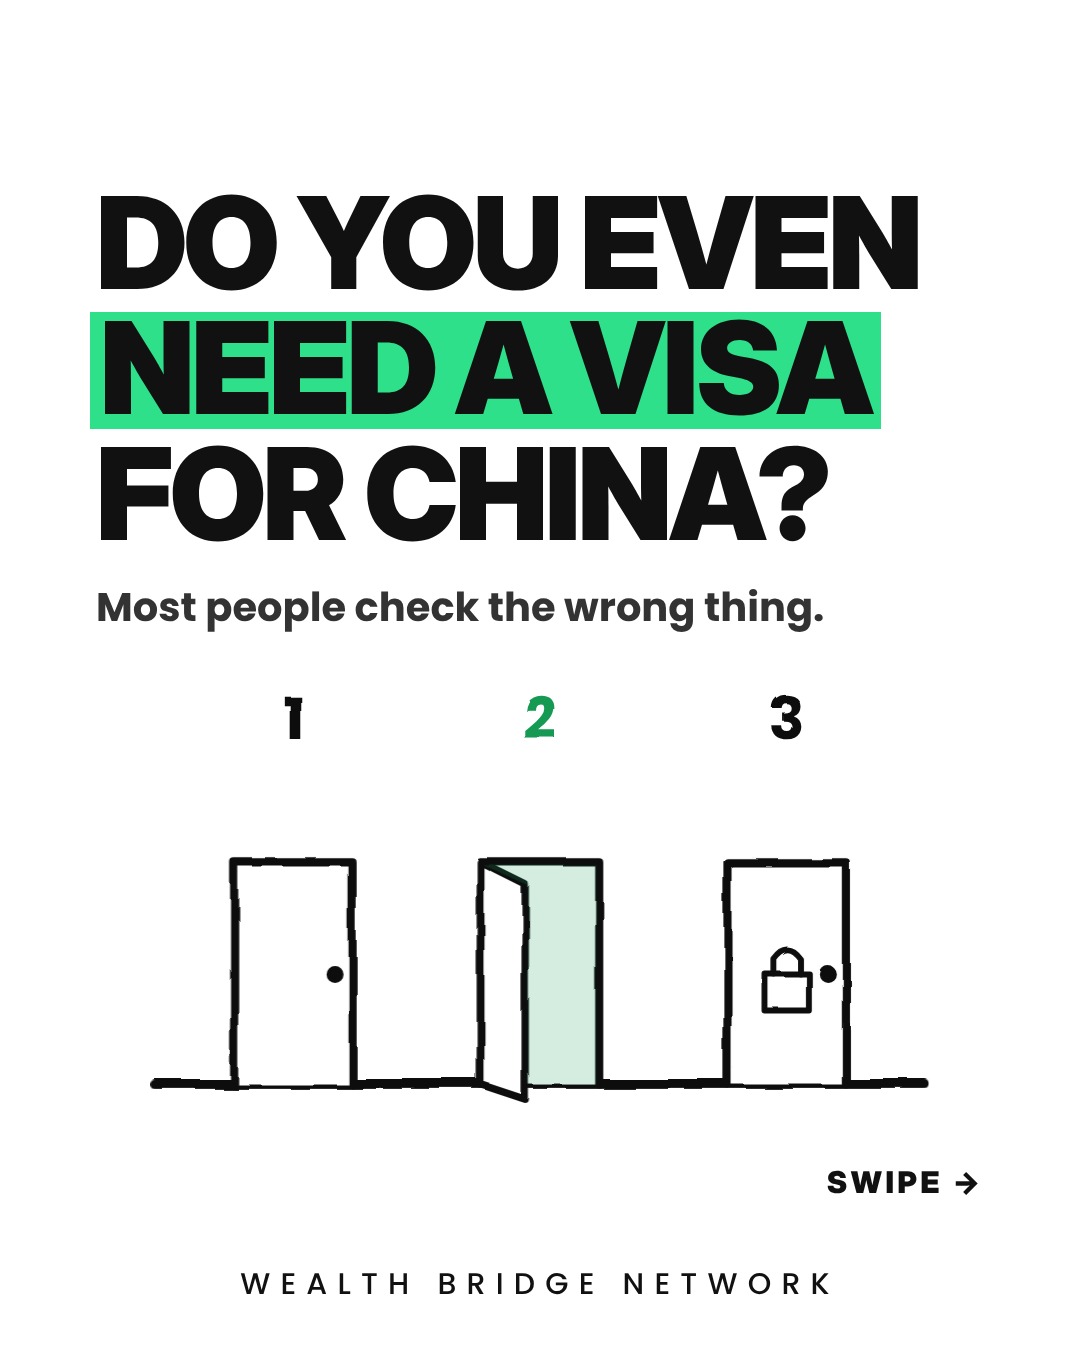 DO YOU EVEN
NEED A VISA
FOR CHINA?
Most people check the wrong thing.
1 2 3
SWIPE →
WEALTH BRIDGE NETWORK